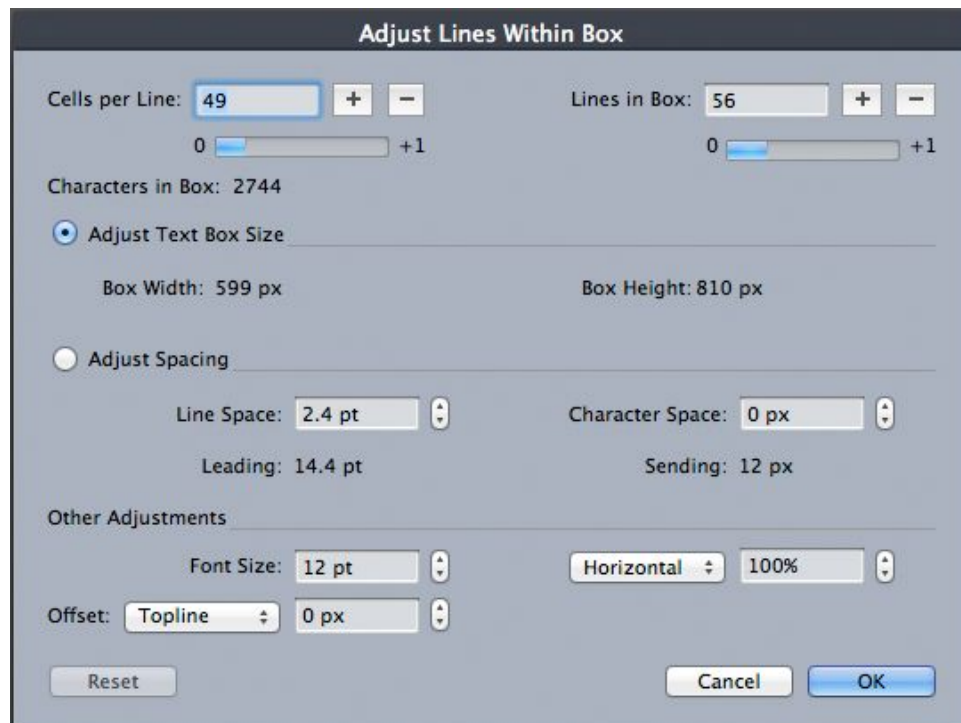 Adjust Lines Within Box
Cells per Line: 49 + − Lines in Box: 56 + −
0 +1 0 +1
Characters in Box: 2744
Adjust Text Box Size
Box Width: 599 px Box Height: 810 px
Adjust Spacing
Line Space: 2.4 pt Character Space: 0 px
Leading: 14.4 pt Sending: 12 px
Other Adjustments
Font Size: 12 pt Horizontal 100%
Offset: Topline 0 px
Reset Cancel OK